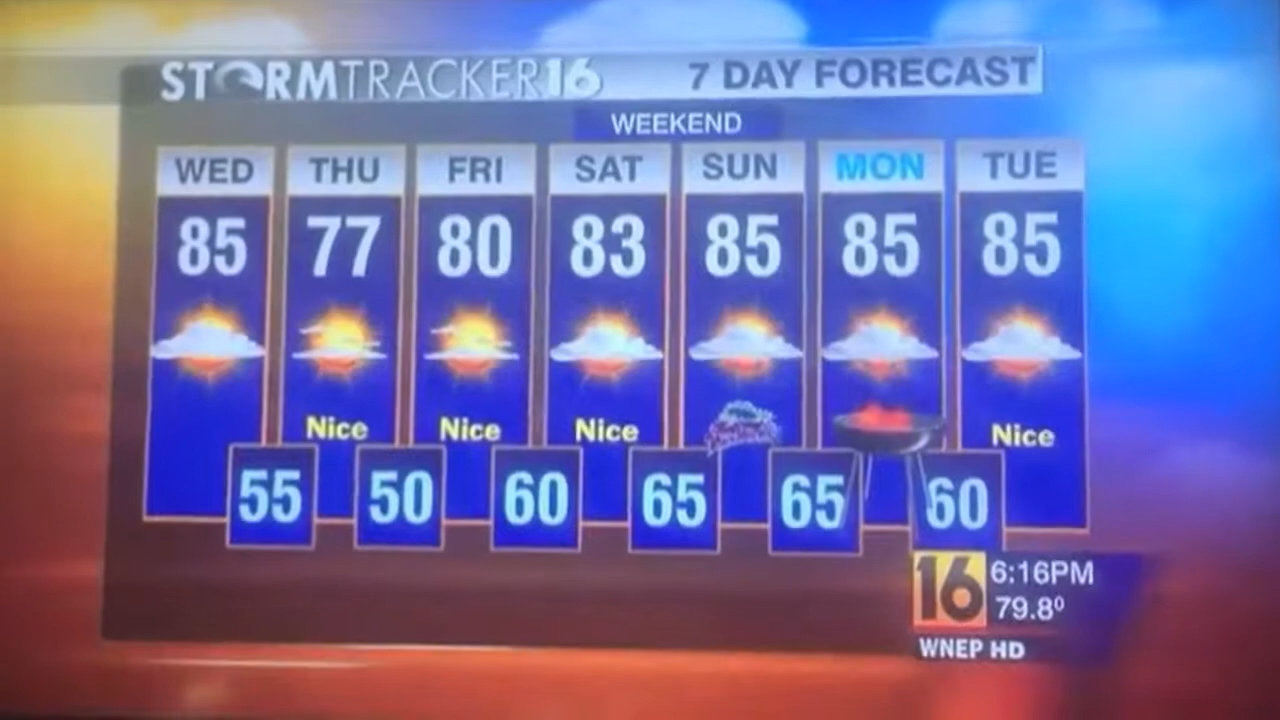 STORMTRACKER16 7 DAY FORECAST
WEEKEND
WED THU FRI SAT SUN MON TUE
85 77 80 83 85 85 85
Nice Nice Nice Nice
55 50 60 65 65 60
16 6:16PM
79.8⁰
WNEP HD